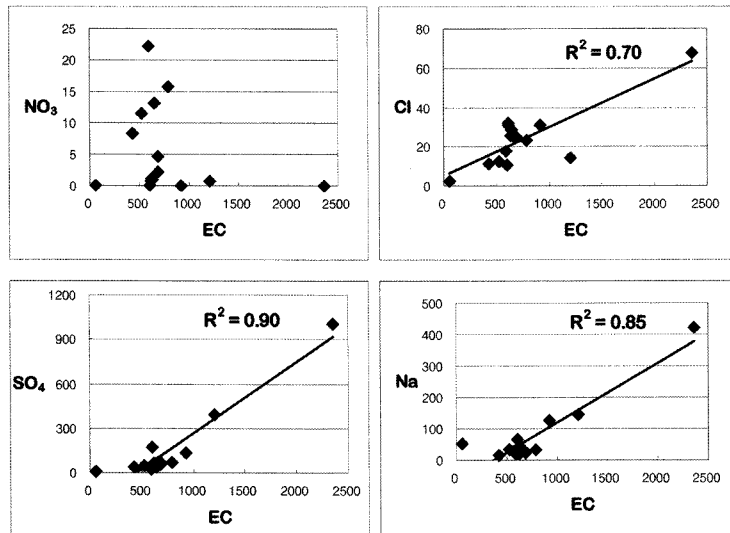 25
20
NO₃ 15
10
5
0
0 500 1000 1500 2000 2500
EC
80
R² = 0.70
60
Cl 40
20
0
0 500 1000 1500 2000 2500
EC
1200
R² = 0.90
900
SO₄ 600
300
0
0 500 1000 1500 2000 2500
EC
500
R² = 0.85
400
Na 300
200
100
0
0 500 1000 1500 2000 2500
EC